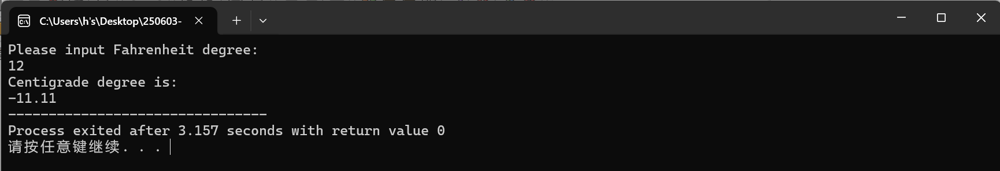 C:\Users\h's\Desktop\250603-
Please input Fahrenheit degree:
12
Centigrade degree is:
-11.11
--------------------------------
Process exited after 3.157 seconds with return value 0
请按任意键继续. . .